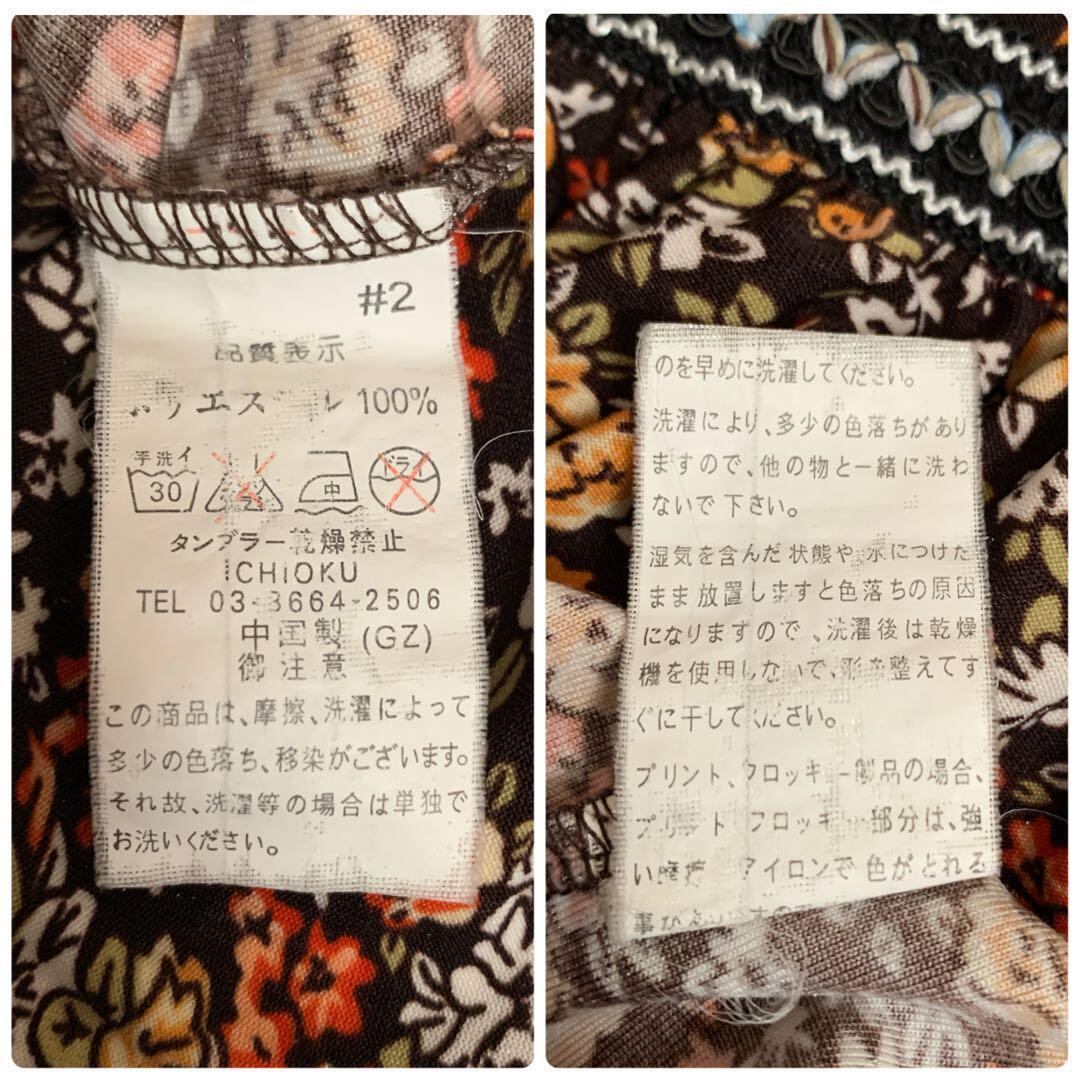 #2
品質表示
ポリエステル 100%
手洗イ
30
中
ドライ
タンブラー乾燥禁止
ICHIOKU
TEL 03-3664-2506
中国製 (GZ)
御注意
この商品は、摩擦、洗濯によって
多少の色落ち、移染がございます。
それ故、洗濯等の場合は単独で
お洗いください。
のを早めに洗濯してください。
洗濯により、多少の色落ちがあり
ますので、他の物と一緒に洗わ
ないで下さい。
湿気を含んだ状態や、水につけた
まま放置しますと色落ちの原因
になりますので、洗濯後は乾燥
機を使用しないで、形を整えてす
ぐに干してください。
プリント、フロッキー製品の場合、
プリント フロッキー部分は、強
い摩擦 アイロンで色がとれる